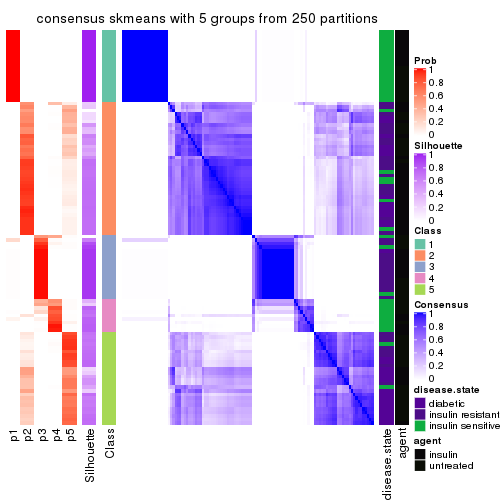 consensus skmeans with 5 groups from 250 partitions
Prob
1
0.8
0.6
0.4
0.2
0
Silhouette
1
0.8
0.6
0.4
0.2
0
Class
1
2
3
4
5
Consensus
1
0.8
0.6
0.4
0.2
0
disease.state
diabetic
insulin resistant
insulin sensitive
agent
insulin
untreated
p1
p2
p3
p4
p5
Silhouette
Class
disease.state
agent